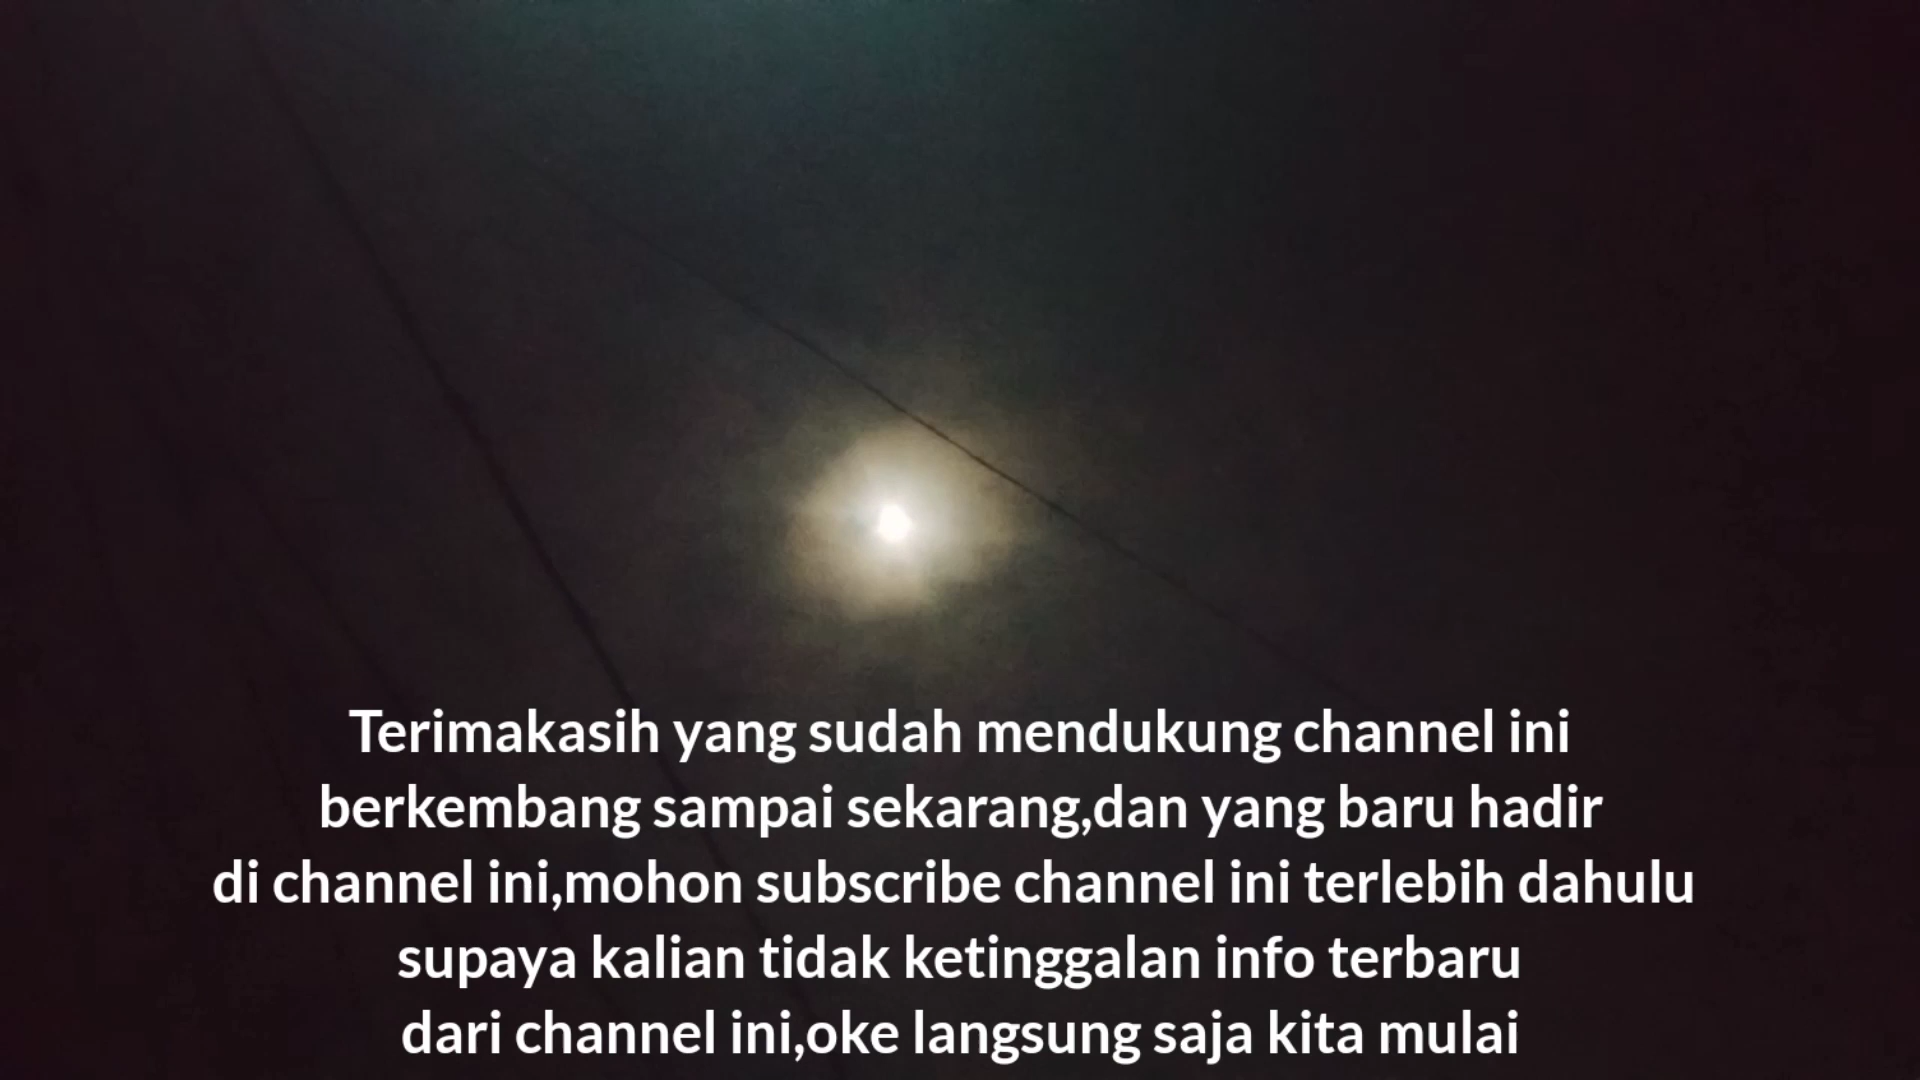 Terimakasih yang sudah mendukung channel ini
berkembang sampai sekarang,dan yang baru hadir
di channel ini,mohon subscribe channel ini terlebih dahulu
supaya kalian tidak ketinggalan info terbaru
dari channel ini,oke langsung saja kita mulai